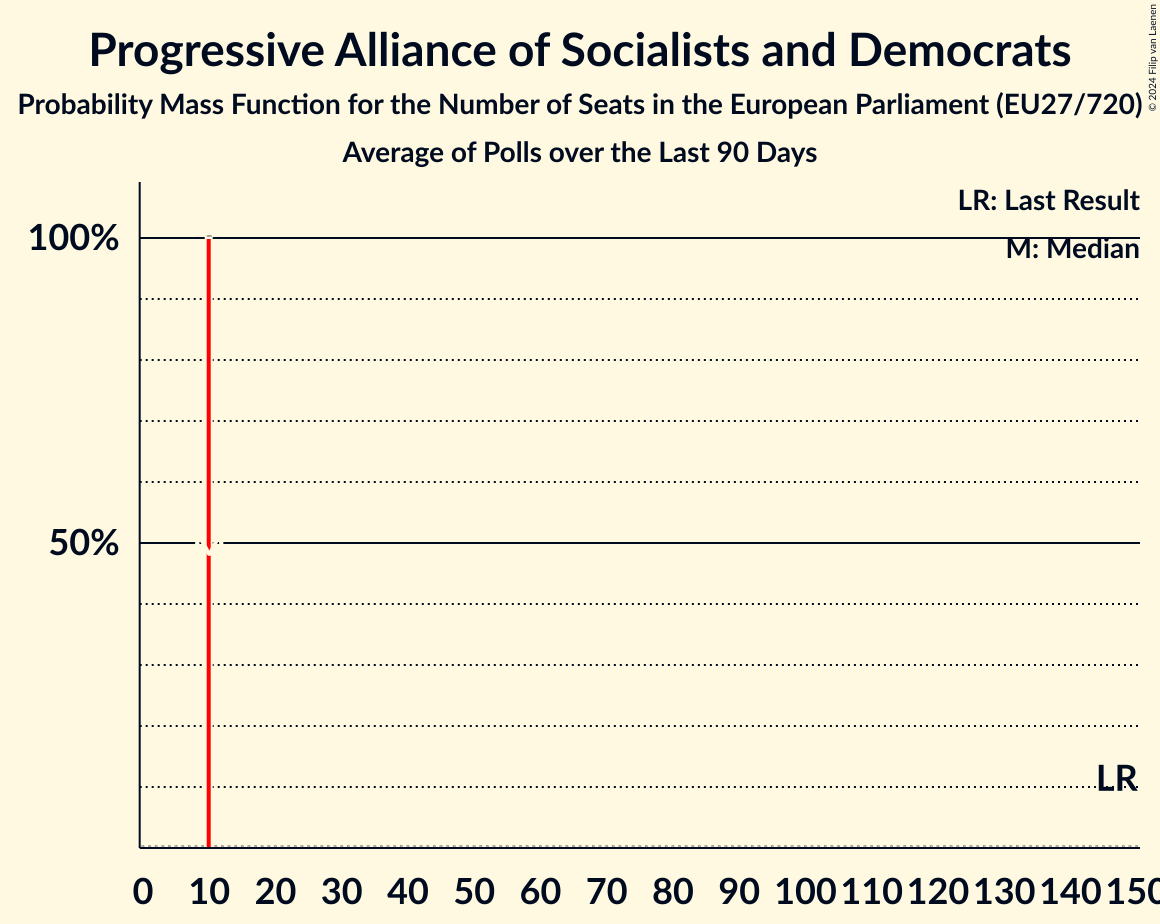 Progressive Alliance of Socialists and Democrats
Probability Mass Function for the Number of Seats in the European Parliament (EU27/720)
Average of Polls over the Last 90 Days
© 2024 Filip van Laenen
LR: Last Result
M: Median
100%
50%
LR
0 10 20 30 40 50 60 70 80 90 100 110 120 130 140 150